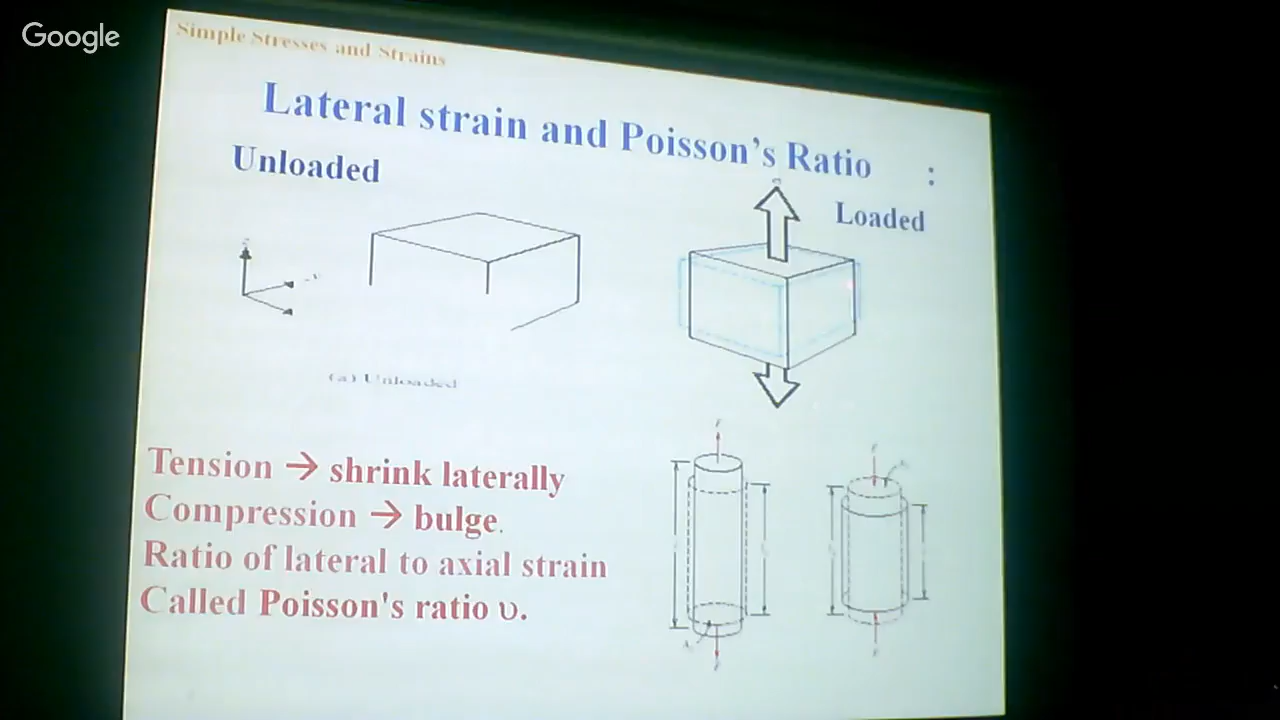 Google
Simple Stresses and Strains
Lateral strain and Poisson's Ratio :
Unloaded
Loaded
(a) Unloaded
Tension → shrink laterally
Compression → bulge.
Ratio of lateral to axial strain
Called Poisson's ratio υ.